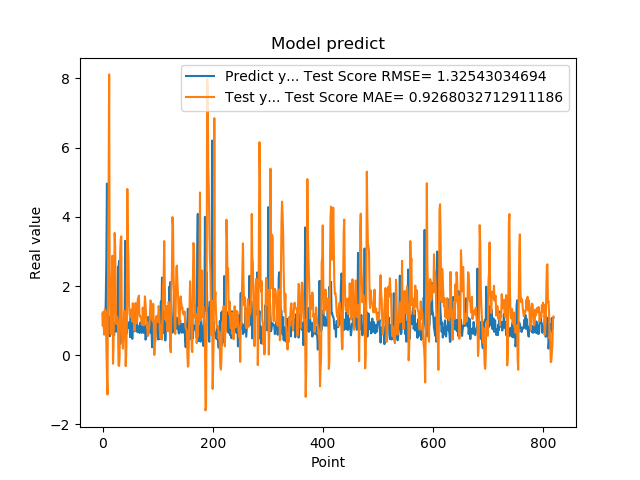 Model predict
Predict y... Test Score RMSE= 1.32543034694
Test y... Test Score MAE= 0.9268032712911186
Real value
8
6
4
2
0
−2
0 200 400 600 800
Point